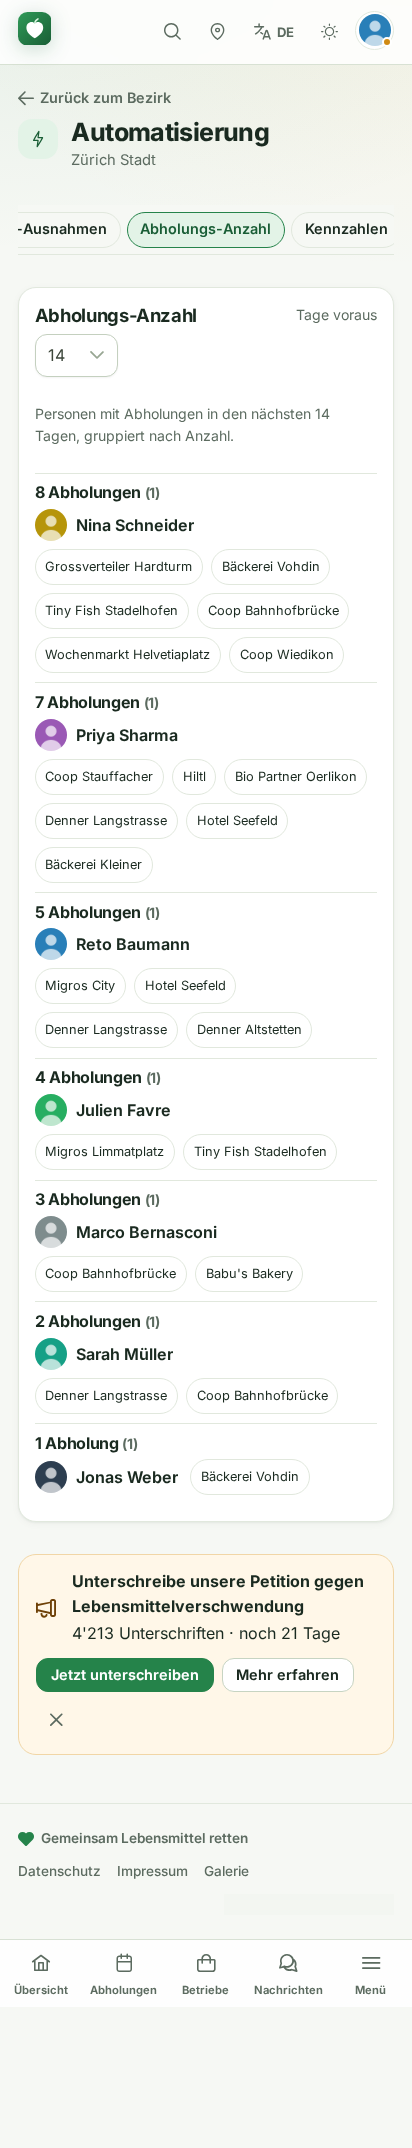 DE
Zurück zum Bezirk
Automatisierung
Zürich Stadt
-Ausnahmen
Abholungs-Anzahl
Kennzahlen
Abholungs-Anzahl
Tage voraus
14
Personen mit Abholungen in den nächsten 14
Tagen, gruppiert nach Anzahl.
8 Abholungen (1)
Nina Schneider
Grossverteiler Hardturm
Bäckerei Vohdin
Tiny Fish Stadelhofen
Coop Bahnhofbrücke
Wochenmarkt Helvetiaplatz
Coop Wiedikon
7 Abholungen (1)
Priya Sharma
Coop Stauffacher
Hiltl
Bio Partner Oerlikon
Denner Langstrasse
Hotel Seefeld
Bäckerei Kleiner
5 Abholungen (1)
Reto Baumann
Migros City
Hotel Seefeld
Denner Langstrasse
Denner Altstetten
4 Abholungen (1)
Julien Favre
Migros Limmatplatz
Tiny Fish Stadelhofen
3 Abholungen (1)
Marco Bernasconi
Coop Bahnhofbrücke
Babu's Bakery
2 Abholungen (1)
Sarah Müller
Denner Langstrasse
Coop Bahnhofbrücke
1 Abholung (1)
Jonas Weber
Bäckerei Vohdin
Unterschreibe unsere Petition gegen
Lebensmittelverschwendung
4'213 Unterschriften · noch 21 Tage
Jetzt unterschreiben
Mehr erfahren
Gemeinsam Lebensmittel retten
Datenschutz
Impressum
Galerie
Übersicht
Abholungen
Betriebe
Nachrichten
Menü